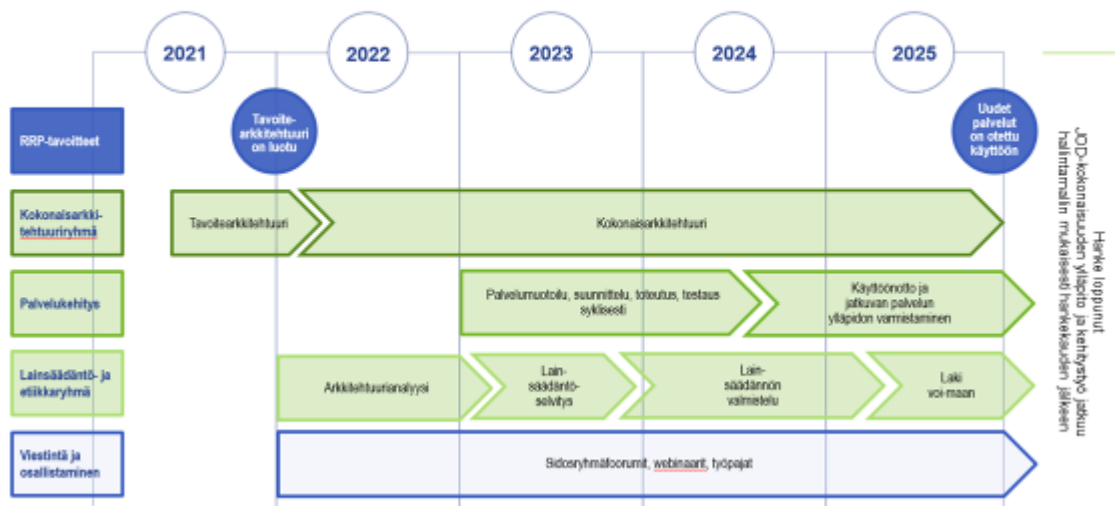 2021
2022
2023
2024
2025
RRP-tavoitteet
Tavoite-
arkkitehtuuri
on luotu
Uudet
palvelut
on otettu
käyttöön
Kokonaisarkki-
tehtuuriryhmä
Tavoitearkkitehtuuri
Kokonaisarkkitehtuuri
Palvelukehitys
Palvelumuotoilu, suunnittelu, toteutus, testaus
syklisesti
Käyttöönotto ja
jatkuvan palvelun
ylläpidon varmistaminen
Lainsäädäntö- ja
etiikkaryhmä
Arkkitehtuurianalyysi
Lain-
säädäntö-
selvitys
Lain-
säädännön
valmistelu
Laki
voi-maan
Viestintä ja
osallistaminen
Sidosryhmäfoorumit, webinaarit, työpajat
Hanke loppunut
JOD-kokonaisuuden ylläpito ja kehitystyö jatkuu
hallintamallin mukaisesti hankekauden jälkeen